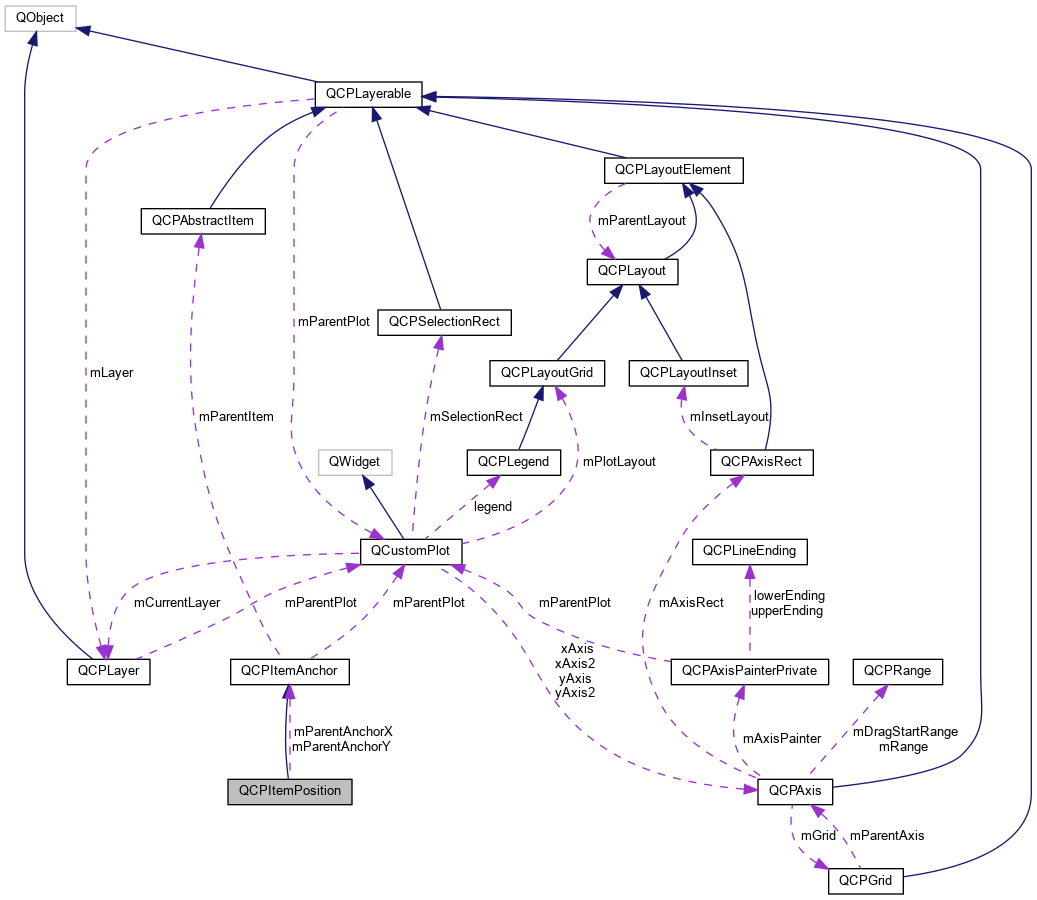 QObject
QCPLayerable
QCPLayoutElement
QCPAbstractItem
mParentLayout
QCPLayout
mParentPlot
QCPSelectionRect
mLayer
QCPLayoutGrid
QCPLayoutInset
mParentItem
mSelectionRect
mInsetLayout
QWidget
QCPLegend
mPlotLayout
QCPAxisRect
legend
QCustomPlot
QCPLineEnding
mCurrentLayer
mParentPlot
mParentPlot
mParentPlot
mAxisRect
lowerEnding
upperEnding
xAxis
xAxis2
yAxis
yAxis2
QCPLayer
QCPItemAnchor
QCPAxisPainterPrivate
QCPRange
mParentAnchorX
mParentAnchorY
mAxisPainter
mDragStartRange
mRange
QCPItemPosition
QCPAxis
mGrid
mParentAxis
QCPGrid